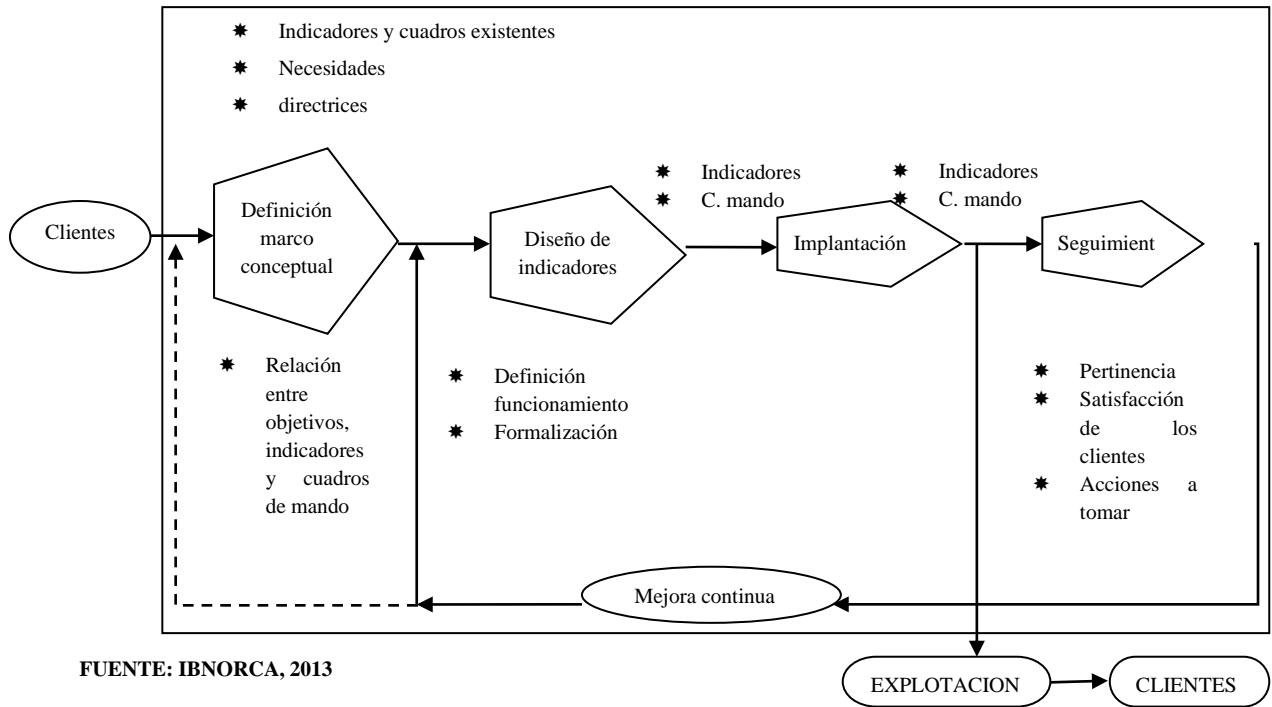 Indicadores y cuadros existentes
Necesidades
directrices
Indicadores
C. mando
Indicadores
C. mando
Clientes
Definición
marco
conceptual
Diseño de
indicadores
Implantación
Seguimient
Relación
entre
objetivos,
indicadores
y cuadros
de mando
Definición
funcionamiento
Formalización
Pertinencia
Satisfacción
de los
clientes
Acciones a
tomar
Mejora continua
FUENTE: IBNORCA, 2013
EXPLOTACION
CLIENTES